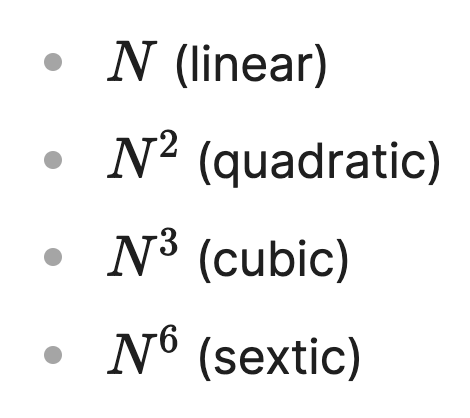 • N (linear)
• N² (quadratic)
• N³ (cubic)
• N⁶ (sextic)